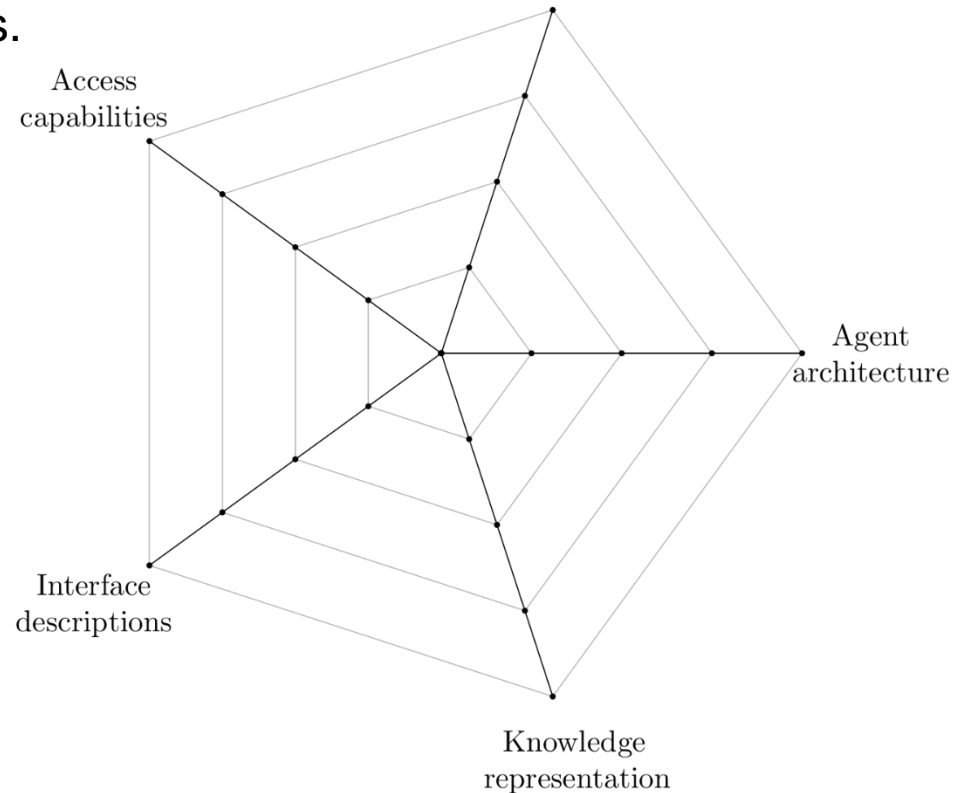 s.
Access
capabilities
Agent
architecture
Interface
descriptions
Knowledge
representation